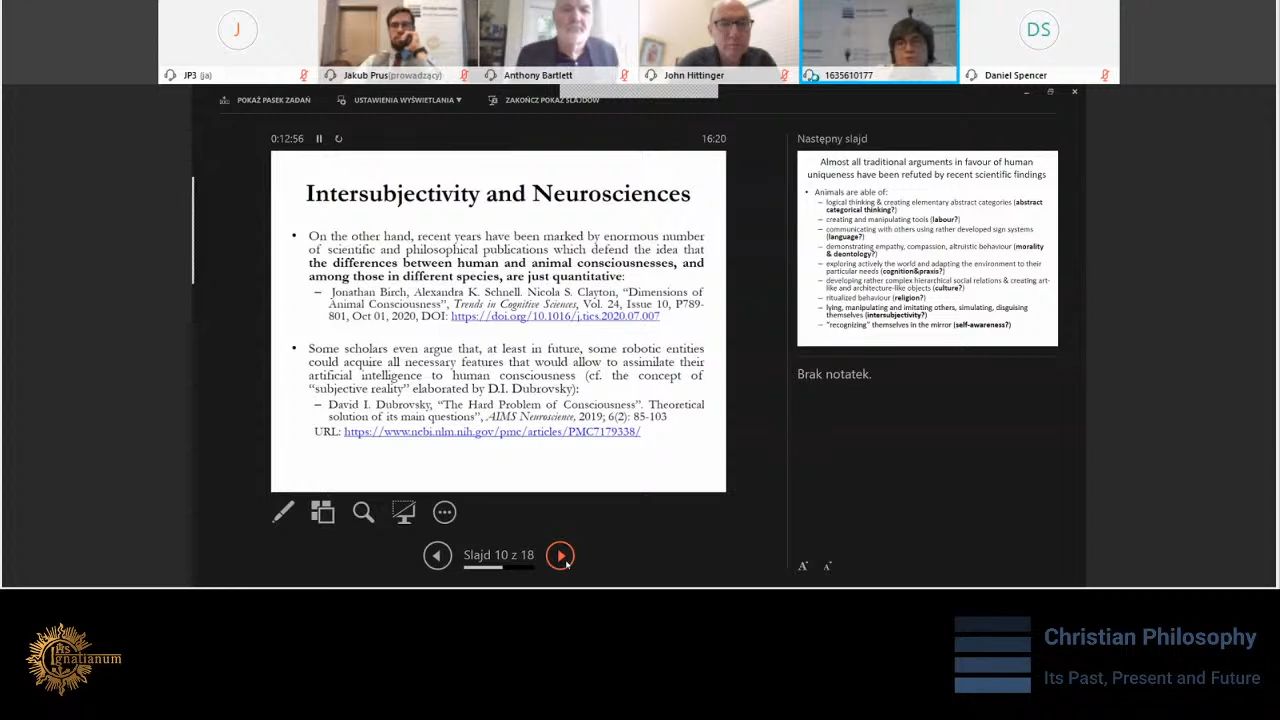 J
DS
JP3 (ja)
Jakub Prus(prowadzący)
Anthony Bartlett
John Hittinger
1635610177
Daniel Spencer
POKAŻ PASEK ZADAŃ
USTAWIENIA WYŚWIETLANIA ▼
ZAKOŃCZ POKAZ SLAJDÓW
0:12:56
16:20
Intersubjectivity and Neurosciences
• On the other hand, recent years have been marked by enormous number
of scientific and philosophical publications which defend the idea that
the differences between human and animal consciousnesses, and
among those in different species, are just quantitative:
– Jonathan Birch, Alexandra K. Schnell. Nicola S. Clayton, “Dimensions of
Animal Consciousness”, Trends in Cognitive Sciences, Vol. 24, Issue 10, P789-
801, Oct 01, 2020, DOI: https://doi.org/10.1016/j.tics.2020.07.007
• Some scholars even argue that, at least in future, some robotic entities
could acquire all necessary features that would allow to assimilate their
artificial intelligence to human consciousness (cf. the concept of
“subjective reality” elaborated by D.I. Dubrovsky):
– David I. Dubrovsky, “The Hard Problem of Consciousness”. Theoretical
solution of its main questions”, AIMS Neuroscience, 2019; 6(2): 85-103
URL: https://www.ncbi.nlm.nih.gov/pmc/articles/PMC7179338/
Slajd 10 z 18
Następny slajd
Almost all traditional arguments in favour of human
uniqueness have been refuted by recent scientific findings
• Animals are able of:
– logical thinking & creating elementary abstract categories (abstract
categorical thinking?)
– creating and manipulating tools (labour?)
– communicating with others using rather developed sign systems
(language?)
– demonstrating empathy, compassion, altruistic behaviour (morality
& deontology?)
– exploring actively the world and adapting the environment to their
particular needs (cognition&praxis?)
– developing rather complex hierarchical social relations & creating art-
like and architecture-like objects (culture?)
– ritualized behaviour (religion?)
– lying, manipulating and imitating others, simulating, disguising
themselves (intersubjectivity?)
– “recognizing” themselves in the mirror (self-awareness?)
Brak notatek.
A A
IHS
Ignatianum
Christian Philosophy
Its Past, Present and Future